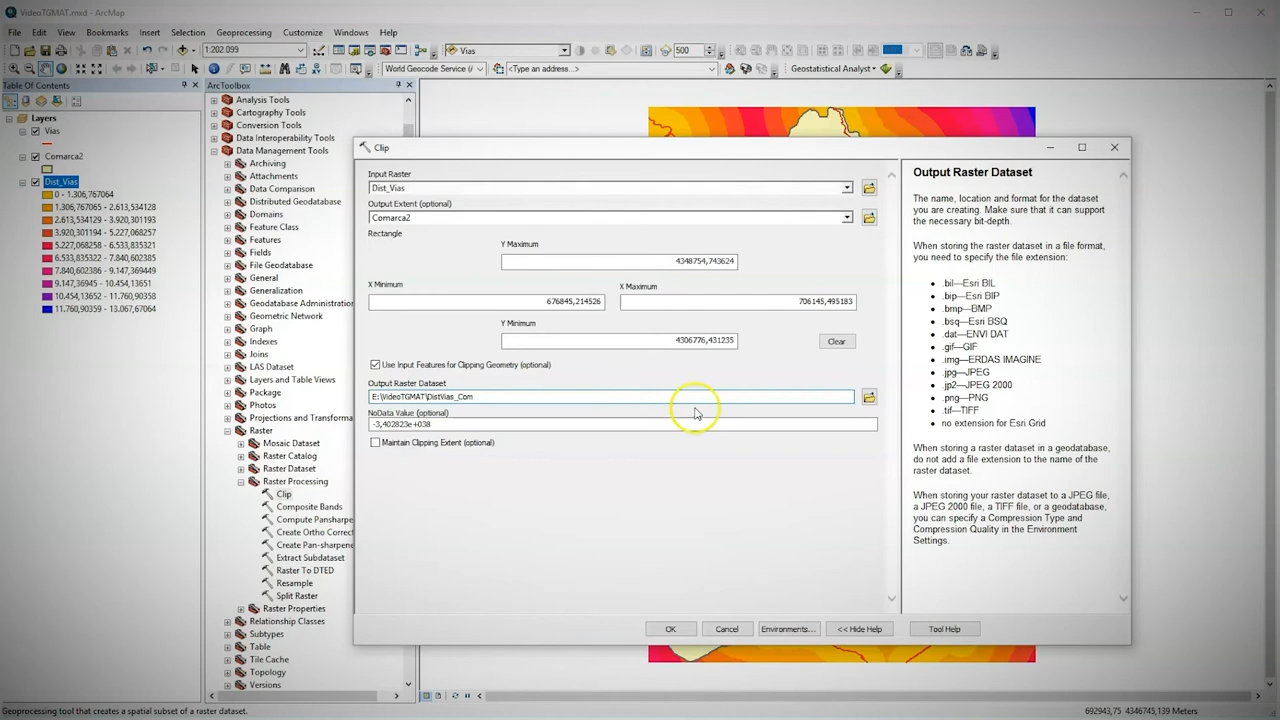 VideoTGMAT.mxd - ArcMap
File Edit View Bookmarks Insert Selection Geoprocessing Customize Windows Help
1:202.099
Vias
500
World Geocode Service (
<Type an address...>
Geostatistical Analyst
Table Of Contents
Layers
Vias
Comarca2
Dist_Vias
0 - 1.306,767064
1.306,767065 - 2.613,534128
2.613,534129 - 3.920,301193
3.920,301194 - 5.227,068257
5.227,068258 - 6.533,835321
6.533,835322 - 7.840,602385
7.840,602386 - 9.147,369449
9.147,36945 - 10.454,13651
10.454,13652 - 11.760,90358
11.760,90359 - 13.067,67064
ArcToolbox
Analysis Tools
Cartography Tools
Conversion Tools
Data Interoperability Tools
Data Management Tools
Archiving
Attachments
Data Comparison
Distributed Geodatabase
Domains
Feature Class
Features
Fields
File Geodatabase
General
Generalization
Geodatabase Administration
Geometric Network
Graph
Indexes
Joins
LAS Dataset
Layers and Table Views
Package
Photos
Projections and Transforma
Raster
Mosaic Dataset
Raster Catalog
Raster Dataset
Raster Processing
Clip
Composite Bands
Compute Pansharpe
Create Ortho Correct
Create Pan-sharpene
Extract Subdataset
Raster To DTED
Resample
Split Raster
Raster Properties
Relationship Classes
Subtypes
Table
Tile Cache
Topology
Versions
Clip
Input Raster
Dist_Vias
Output Extent (optional)
Comarca2
Rectangle
Y Maximum
4348754,743624
X Minimum
X Maximum
676845,214526
706145,495183
Y Minimum
4306776,431235
Clear
Use Input Features for Clipping Geometry (optional)
Output Raster Dataset
E:\VideoTGMAT\DistVias_Com
NoData Value (optional)
-3,402823e+038
Maintain Clipping Extent (optional)
OK
Cancel
Environments...
<< Hide Help
Tool Help
Output Raster Dataset
The name, location and format for the dataset
you are creating. Make sure that it can support
the necessary bit-depth.
When storing the raster dataset in a file format,
you need to specify the file extension:
• .bil—Esri BIL
• .bip—Esri BIP
• .bmp—BMP
• .bsq—Esri BSQ
• .dat—ENVI DAT
• .gif—GIF
• .img—ERDAS IMAGINE
• .jpg—JPEG
• .jp2—JPEG 2000
• .png—PNG
• .tif—TIFF
• no extension for Esri Grid
When storing a raster dataset in a geodatabase,
do not add a file extension to the name of the
raster dataset.
When storing your raster dataset to a JPEG file,
a JPEG 2000 file, a TIFF file, or a geodatabase,
you can specify a Compression Type and
Compression Quality in the Environment
Settings.
Geoprocessing tool that creates a spatial subset of a raster dataset.
692943,75 4346745,139 Meters